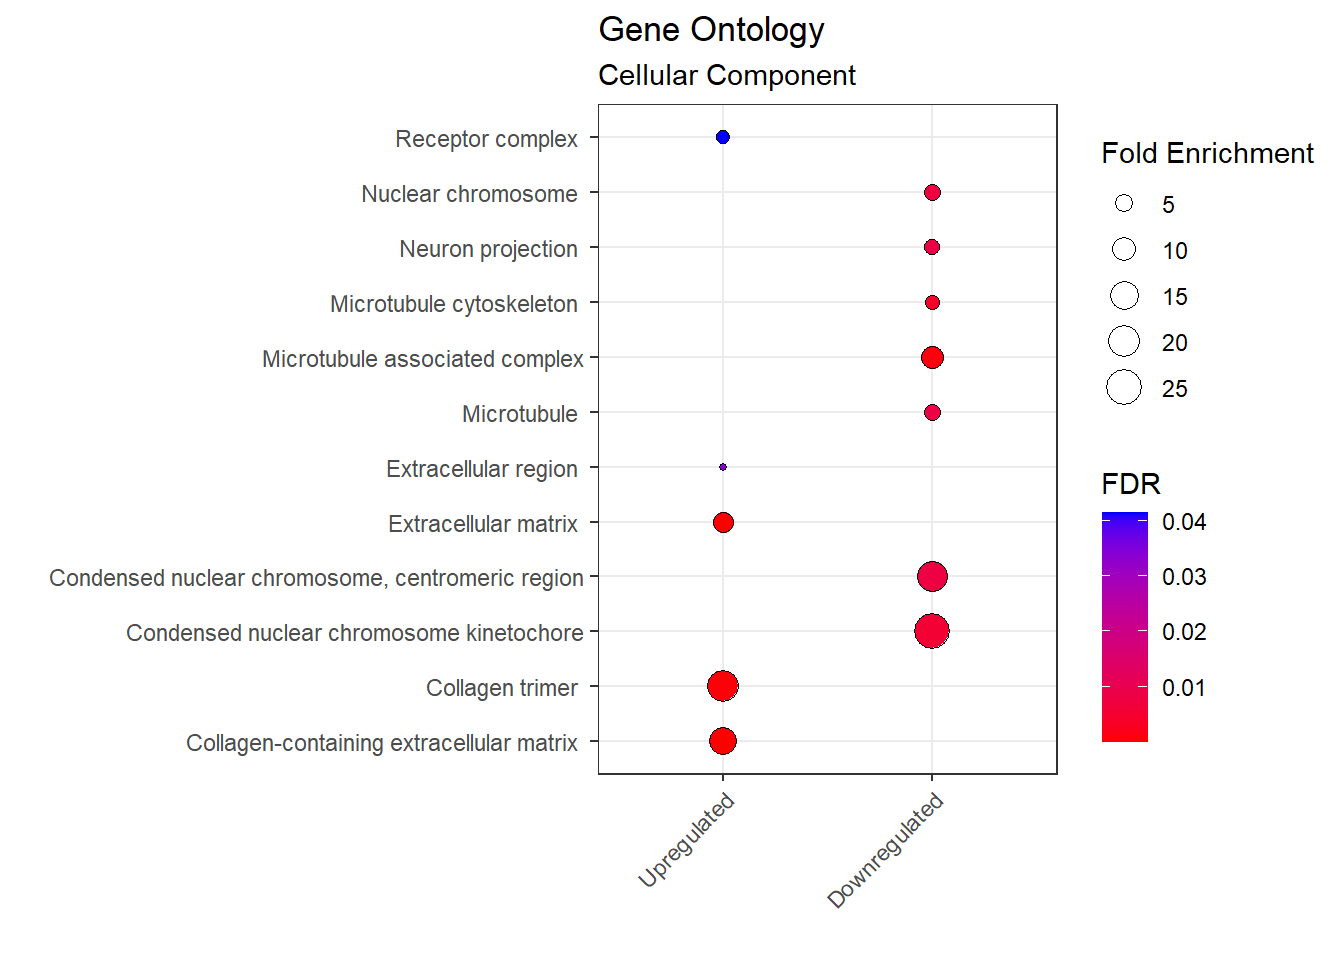 Gene Ontology
Cellular Component
Receptor complex
Nuclear chromosome
Neuron projection
Microtubule cytoskeleton
Microtubule associated complex
Microtubule
Extracellular region
Extracellular matrix
Condensed nuclear chromosome, centromeric region
Condensed nuclear chromosome kinetochore
Collagen trimer
Collagen-containing extracellular matrix
Upregulated
Downregulated
Fold Enrichment
5
10
15
20
25
FDR
0.04
0.03
0.02
0.01